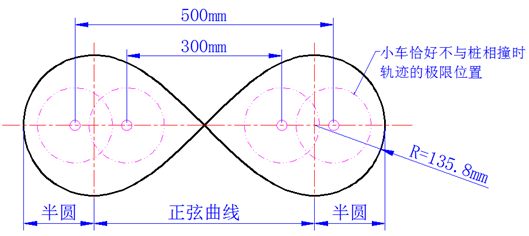 500mm
300mm
小车恰好不与桩相撞时
轨迹的极限位置
R=135.8mm
半圆
正弦曲线
半圆